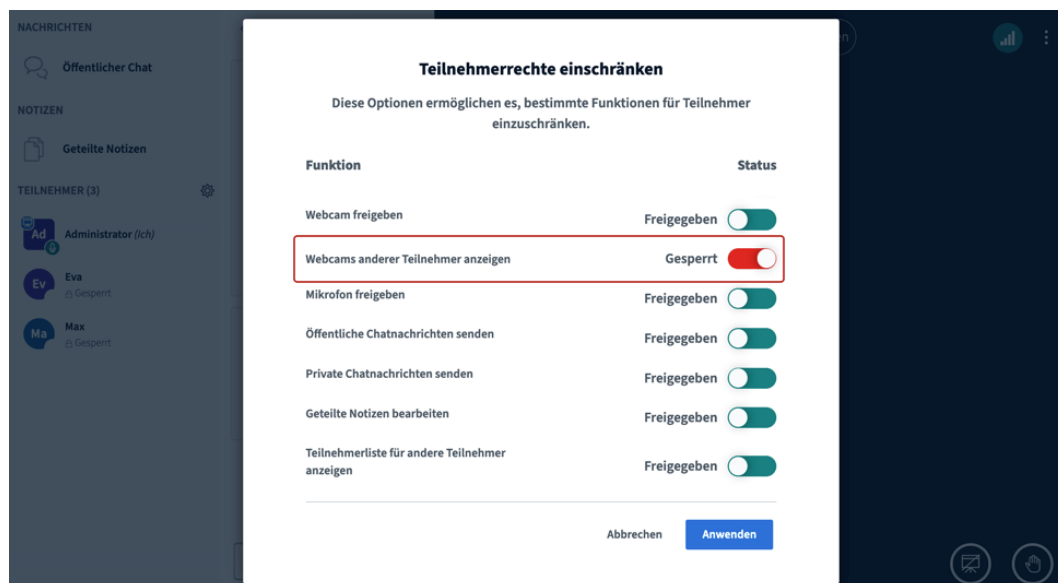 NACHRICHTEN
Öffentlicher Chat
NOTIZEN
Geteilte Notizen
TEILNEHMER (3)
Ad
Administrator (Ich)
Ev
Eva
Gesperrt
Ma
Max
Gesperrt
en
Teilnehmerrechte einschränken
Diese Optionen ermöglichen es, bestimmte Funktionen für Teilnehmer
einzuschränken.
Funktion Status
Webcam freigeben Freigegeben
Webcams anderer Teilnehmer anzeigen Gesperrt
Mikrofon freigeben Freigegeben
Öffentliche Chatnachrichten senden Freigegeben
Private Chatnachrichten senden Freigegeben
Geteilte Notizen bearbeiten Freigegeben
Teilnehmerliste für andere Teilnehmer
anzeigen Freigegeben
Abbrechen Anwenden